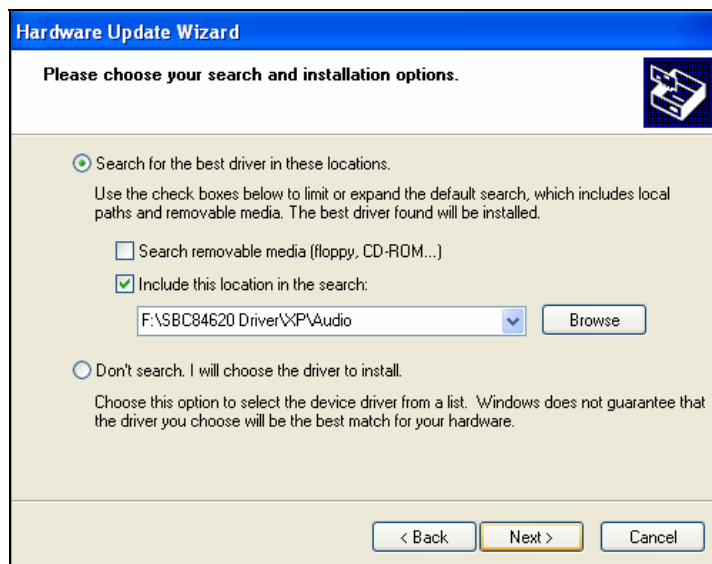 Hardware Update Wizard
Please choose your search and installation options.
Search for the best driver in these locations.
Use the check boxes below to limit or expand the default search, which includes local
paths and removable media. The best driver found will be installed.
Search removable media (floppy, CD-ROM...)
Include this location in the search:
F:\SBC84620 Driver\XP\Audio
Browse
Don't search. I will choose the driver to install.
Choose this option to select the device driver from a list. Windows does not guarantee that
the driver you choose will be the best match for your hardware.
< Back Next > Cancel